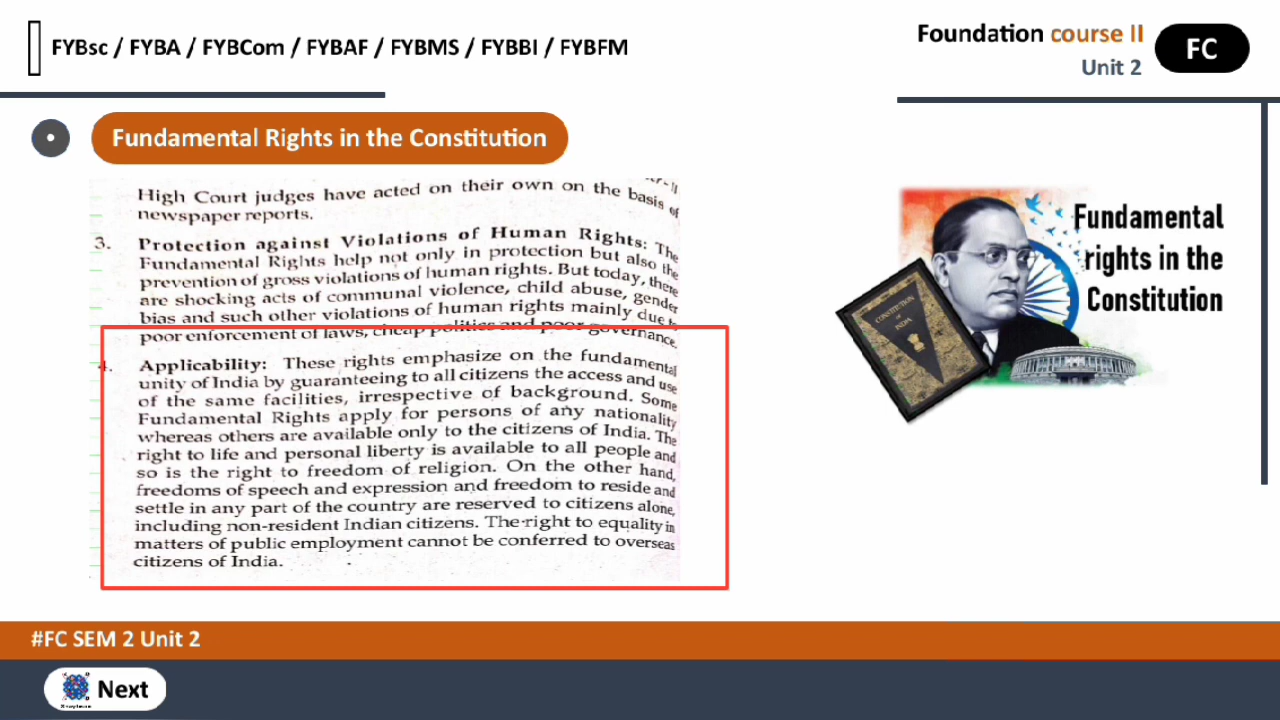 FYBsc / FYBA / FYBCom / FYBAF / FYBMS / FYBBI / FYBFM
Foundation course II
Unit 2
FC
Fundamental Rights in the Constitution
High Court judges have acted on their own on the basis of
newspaper reports.
3. Protection against Violations of Human Rights: The
Fundamental Rights help not only in protection but also the
prevention of gross violations of human rights. But today, there
are shocking acts of communal violence, child abuse, gender
bias and such other violations of human rights mainly due to
poor enforcement of laws, cheap politics and poor governance.
4. Applicability: These rights emphasize on the fundamental
unity of India by guaranteeing to all citizens the access and use
of the same facilities, irrespective of background. Some
Fundamental Rights apply for persons of any nationality
whereas others are available only to the citizens of India. The
right to life and personal liberty is available to all people and
so is the right to freedom of religion. On the other hand,
freedoms of speech and expression and freedom to reside and
settle in any part of the country are reserved to citizens alone,
including non-resident Indian citizens. The right to equality in
matters of public employment cannot be conferred to overseas
citizens of India.
Fundamental
rights in the
Constitution
CONSTITUTION
OF
INDIA
#FC SEM 2 Unit 2
Next